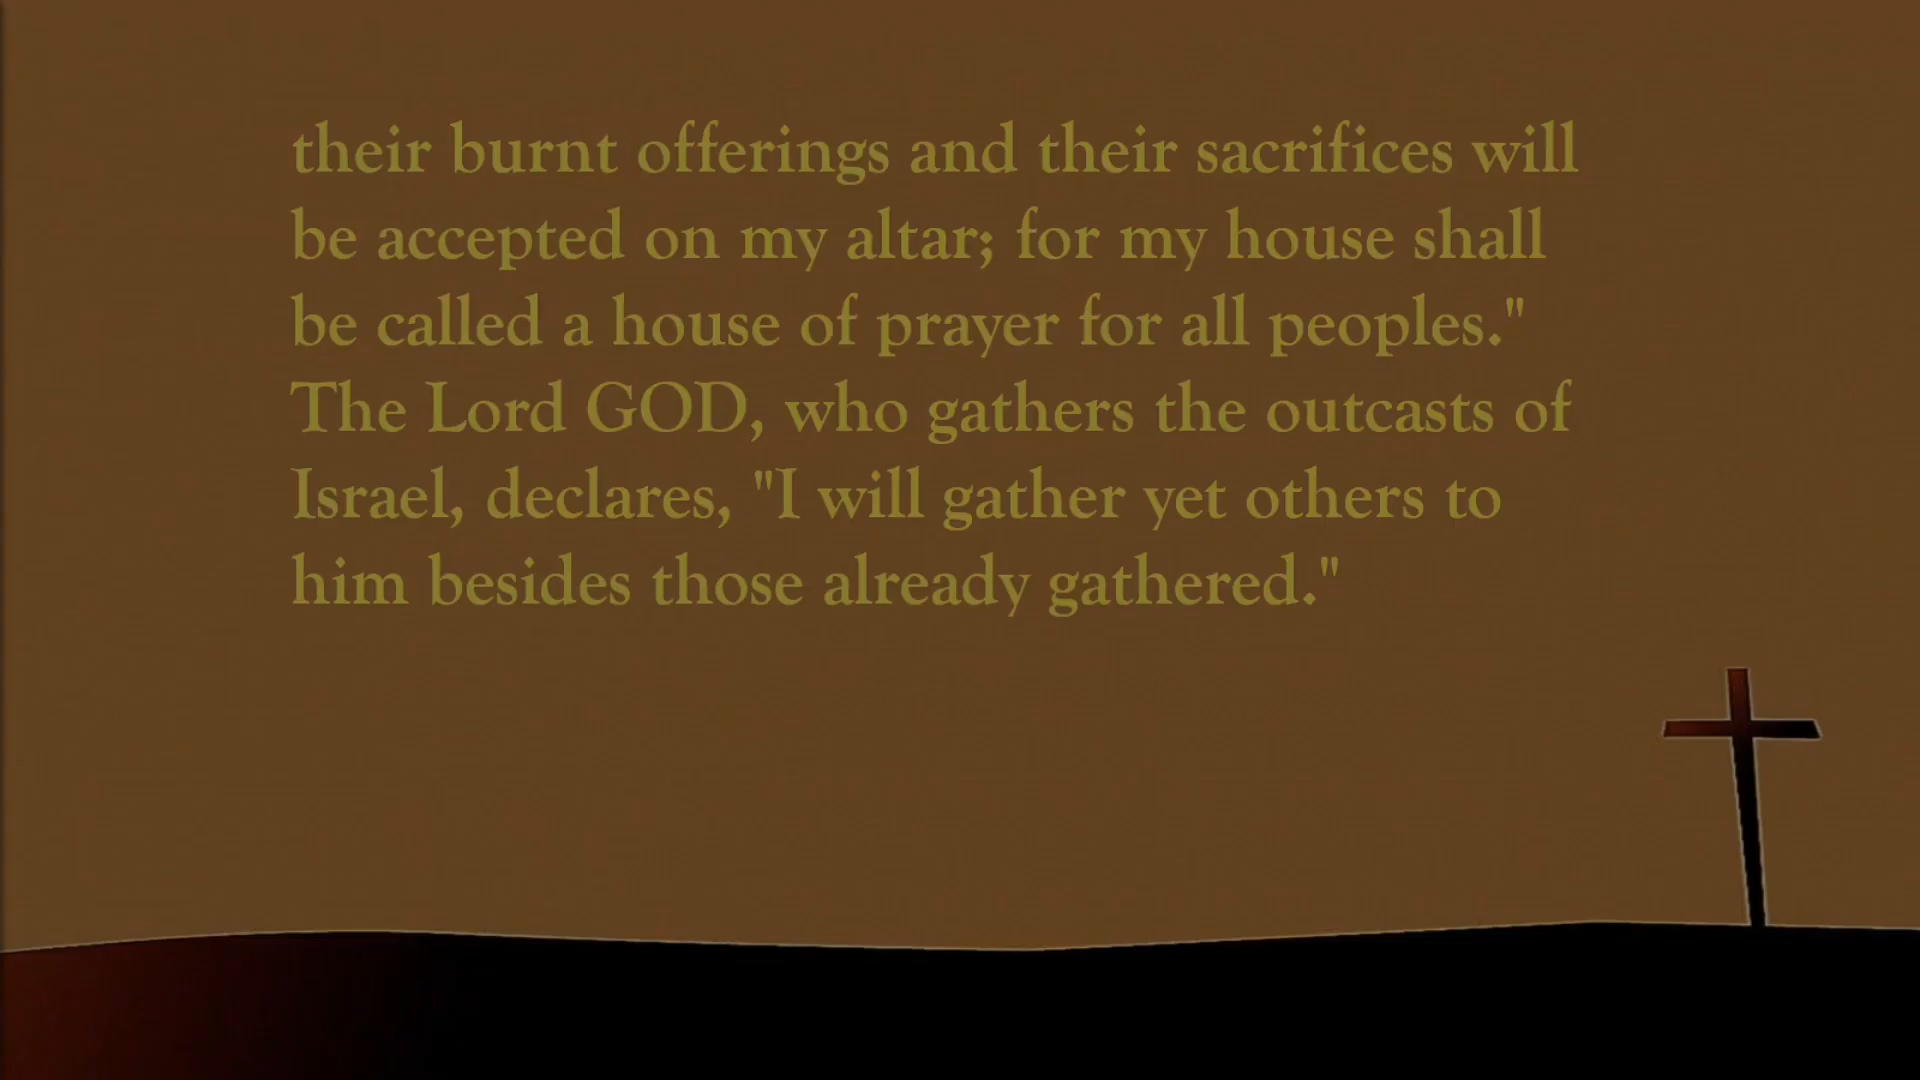 their burnt offerings and their sacrifices will
be accepted on my altar; for my house shall
be called a house of prayer for all peoples."
The Lord GOD, who gathers the outcasts of
Israel, declares, "I will gather yet others to
him besides those already gathered."